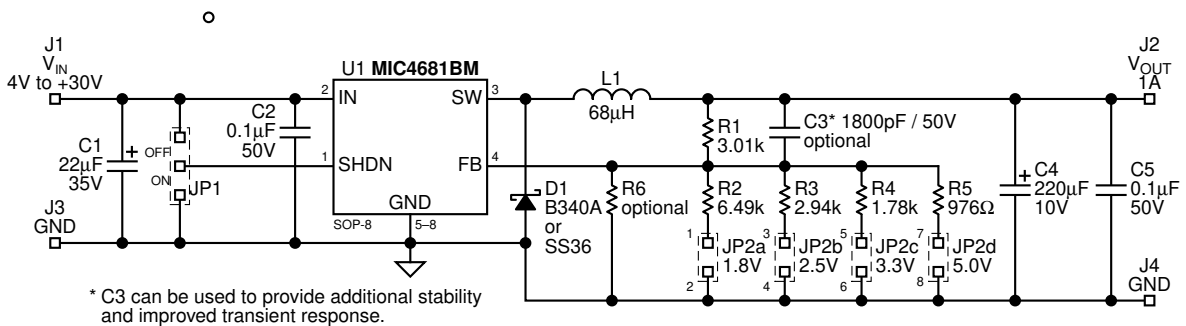 J1
VIN
4V to +30V
J3
GND
C1
22µF
35V
+
OFF
ON
JP1
C2
0.1µF
50V
U1 MIC4681BM
2
IN
SW
3
1
SHDN
FB
4
GND
SOP-8
5–8
L1
68µH
D1
B340A
or
SS36
R1
3.01k
C3* 1800pF / 50V
optional
R6
optional
R2
6.49k
R3
2.94k
R4
1.78k
R5
976Ω
1
JP2a
1.8V
2
3
JP2b
2.5V
4
5
JP2c
3.3V
6
7
JP2d
5.0V
8
+
C4
220µF
10V
C5
0.1µF
50V
J2
VOUT
1A
J4
GND
* C3 can be used to provide additional stability
and improved transient response.